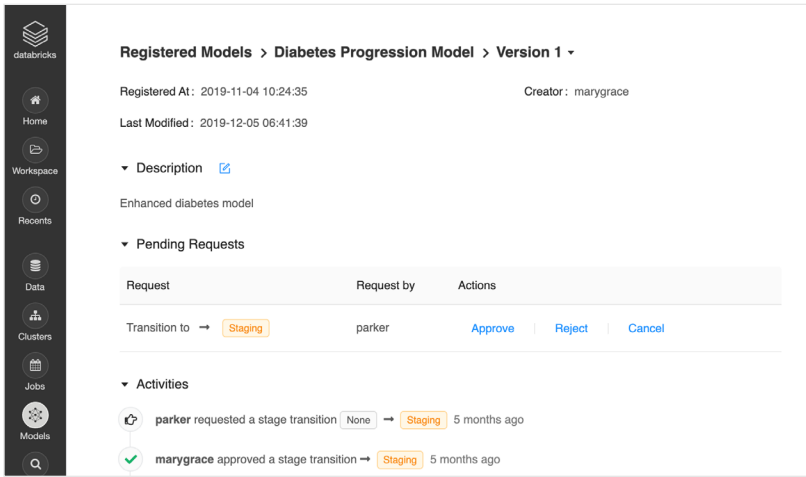 databricks
Home
Workspace
Recents
Data
Clusters
Jobs
Models
Registered Models > Diabetes Progression Model > Version 1
Registered At: 2019-11-04 10:24:35 Creator: marygrace
Last Modified: 2019-12-05 06:41:39
Description
Enhanced diabetes model
Pending Requests
Request Request by Actions
Transition to → Staging parker Approve Reject Cancel
Activities
parker requested a stage transition None → Staging 5 months ago
marygrace approved a stage transition → Staging 5 months ago